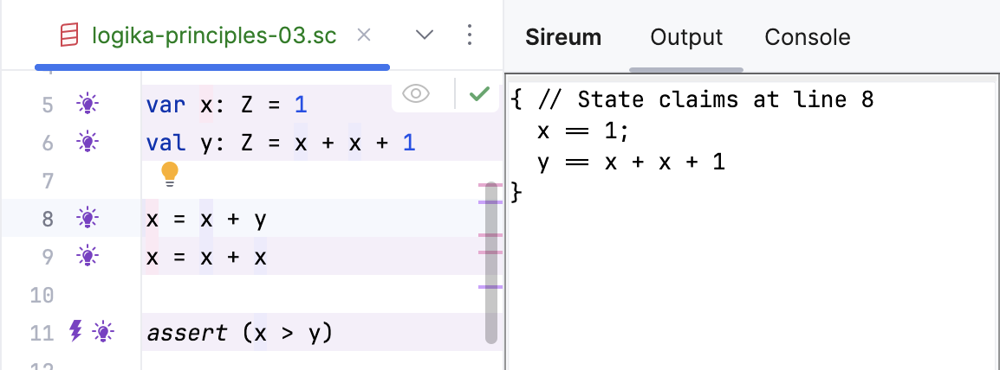 logika-principles-03.sc
Sireum Output Console
5 var x: Z = 1
6 val y: Z = x + x + 1
7
8 x = x + y
9 x = x + x
10
11 assert (x > y)
{ // State claims at line 8
x == 1;
y == x + x + 1
}